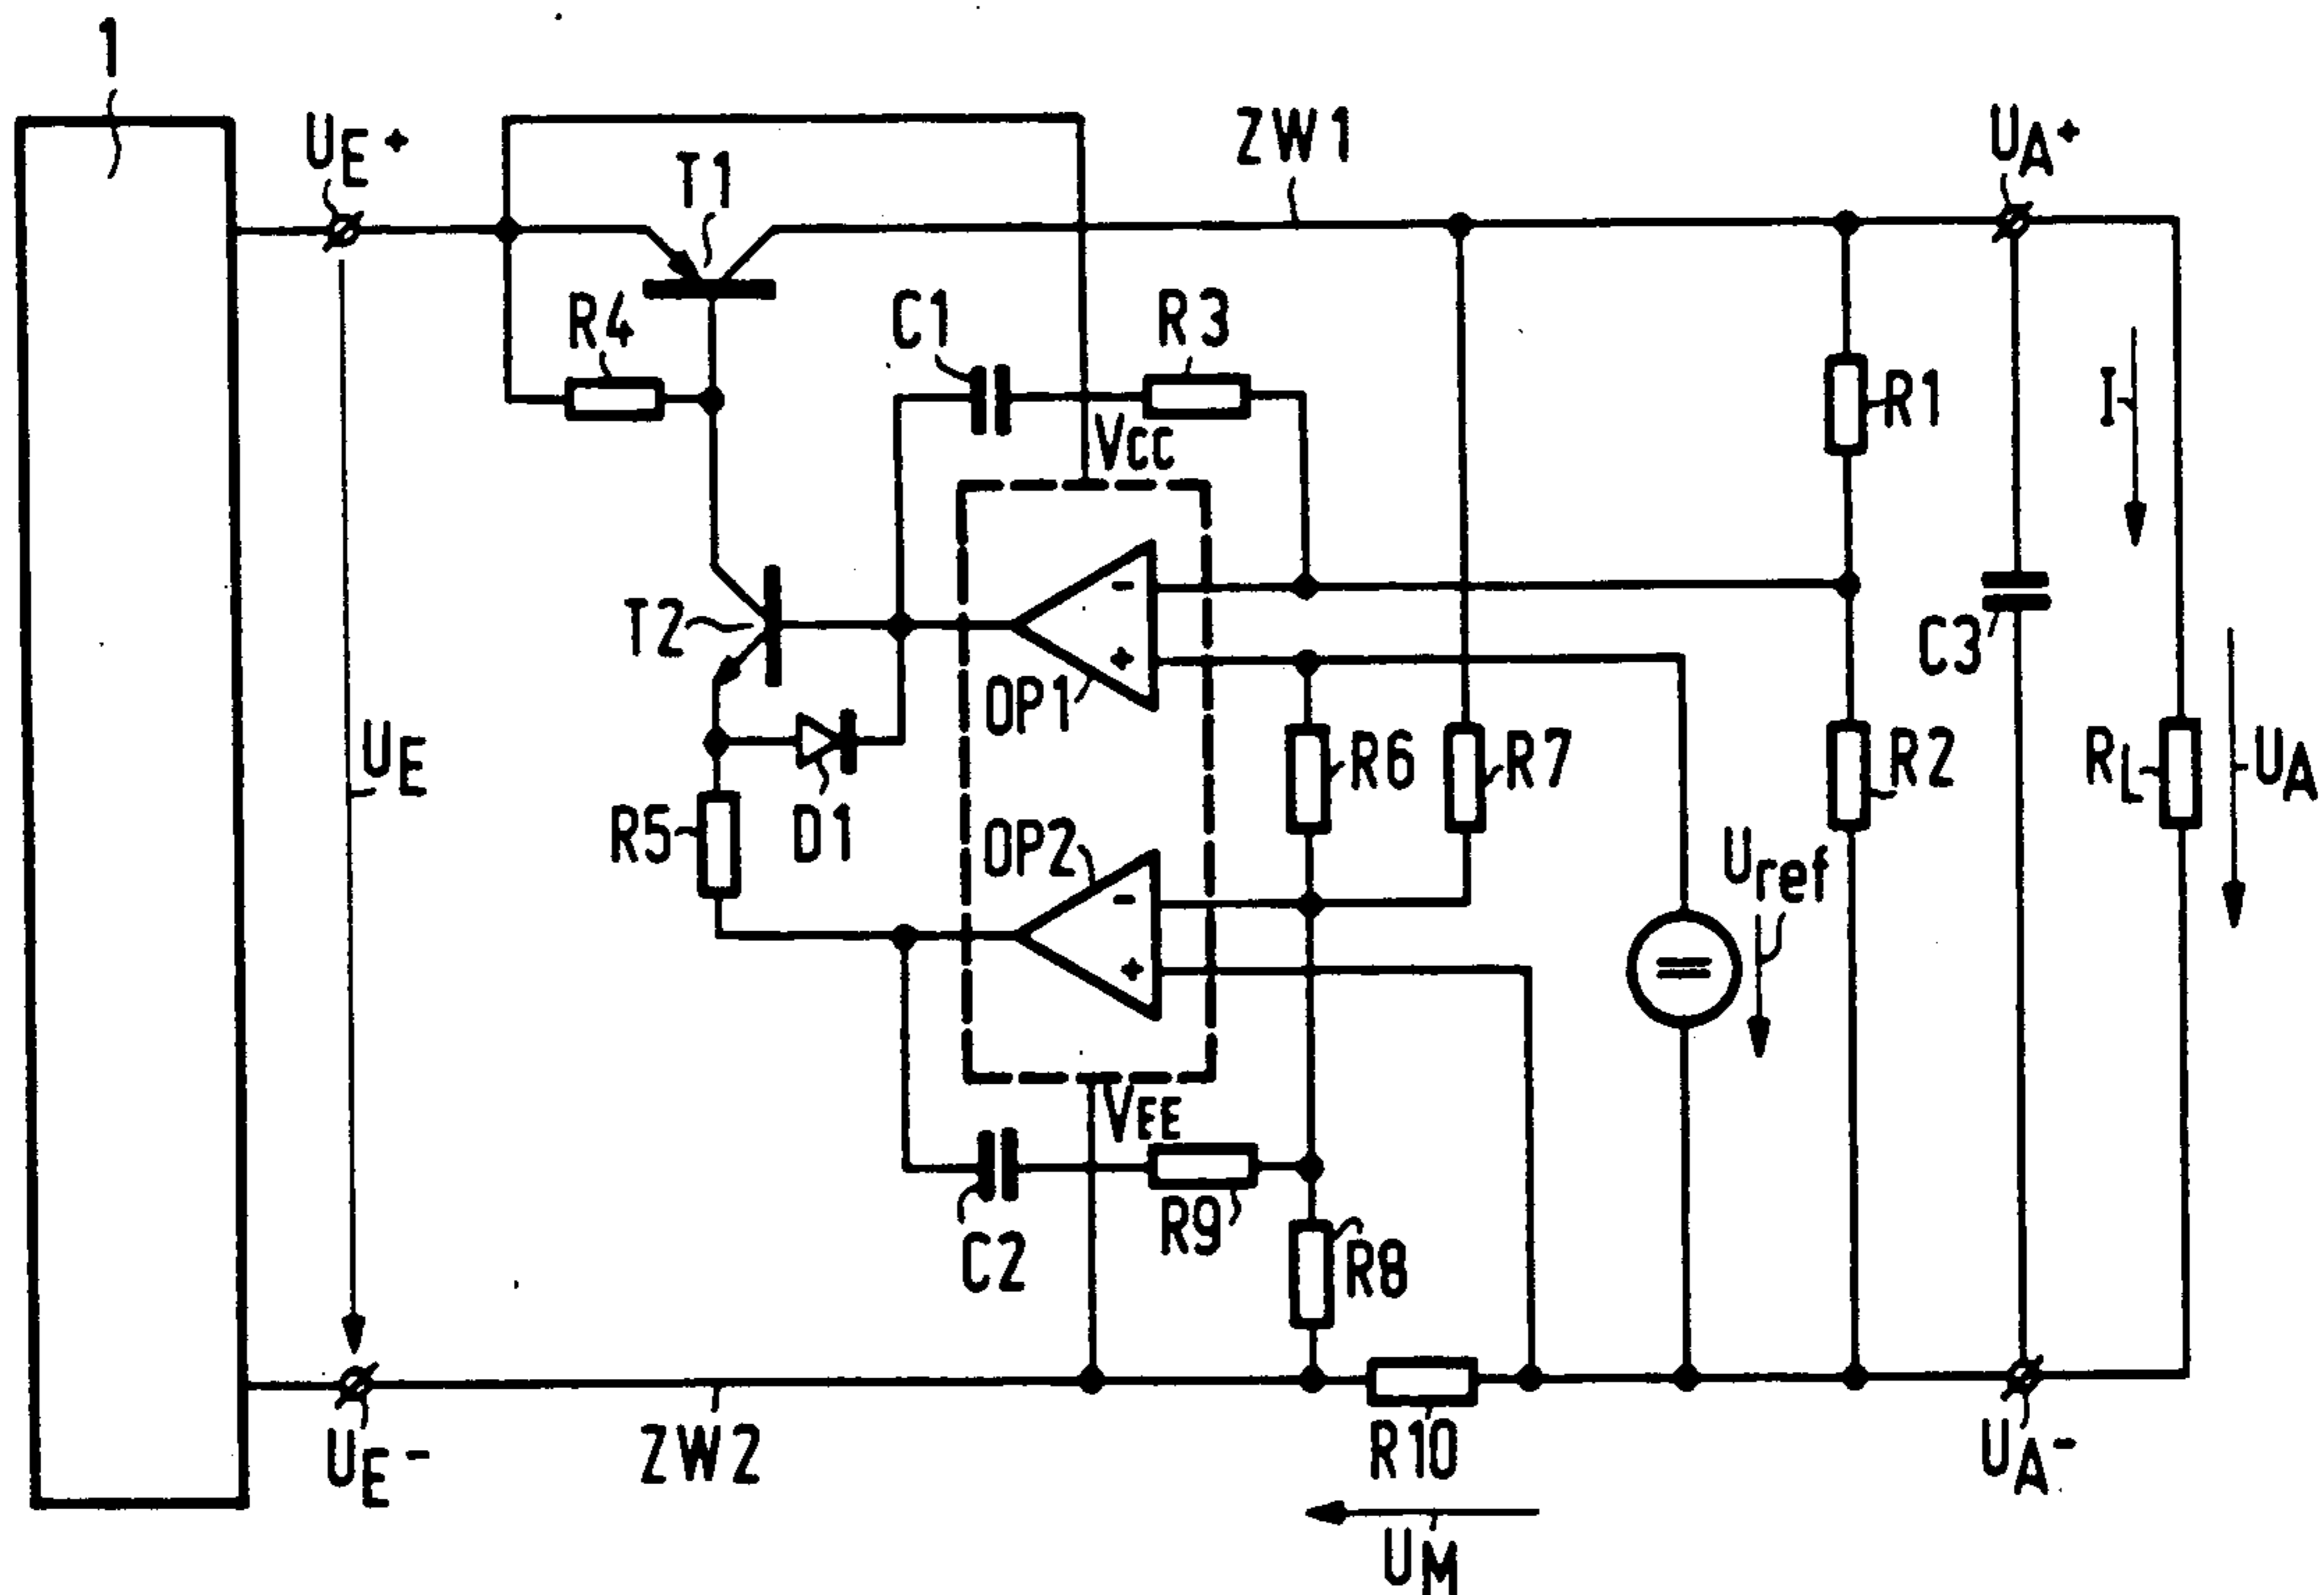 1
UE+
T1
ZW1
UA+
R4
C1
R3
VCC
R1
I
T2
-
+
OP1
C3
UE
R5
D1
OP2
R6
R7
Uref
R2
RL
UA
-
+
VEE
C2
R9
R8
UE-
ZW2
R10
UA-
UM